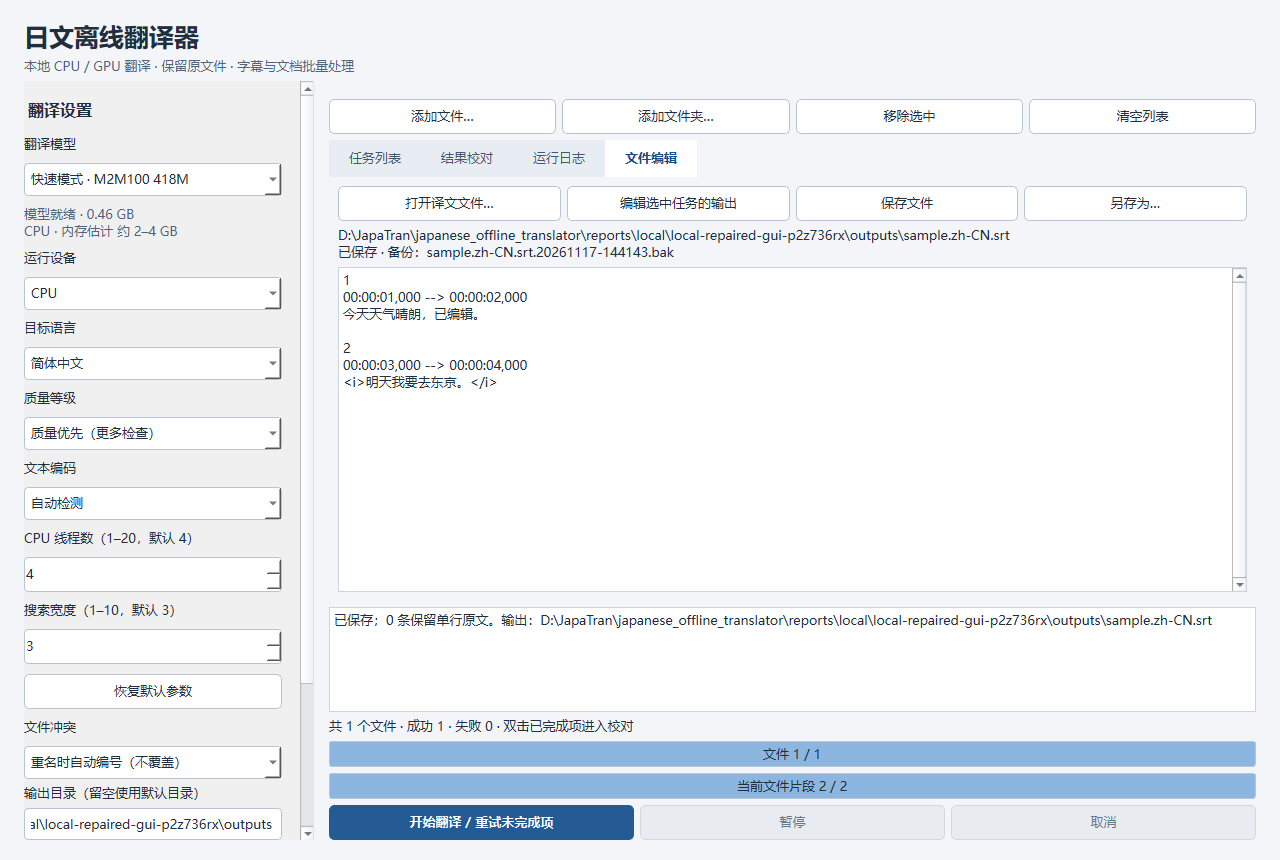 日文离线翻译器
本地 CPU / GPU 翻译 · 保留原文件 · 字幕与文档批量处理
翻译设置
翻译模型
快速模式 · M2M100 418M
模型就绪 · 0.46 GB
CPU · 内存估计 约 2–4 GB
运行设备
CPU
目标语言
简体中文
质量等级
质量优先（更多检查）
文本编码
自动检测
CPU 线程数（1–20，默认 4）
4
搜索宽度（1–10，默认 3）
3
恢复默认参数
文件冲突
重名时自动编号（不覆盖）
输出目录（留空使用默认目录）
al\local-repaired-gui-p2z736rx\outputs
添加文件...
添加文件夹...
移除选中
清空列表
任务列表
结果校对
运行日志
文件编辑
打开译文文件...
编辑选中任务的输出
保存文件
另存为...
D:\JapaTran\japanese_offline_translator\reports\local\local-repaired-gui-p2z736rx\outputs\sample.zh-CN.srt
已保存 · 备份：sample.zh-CN.srt.20261117-144143.bak
1
00:00:01,000 --> 00:00:02,000
今天天气晴朗，已编辑。
2
00:00:03,000 --> 00:00:04,000
<i>明天我要去东京。</i>
已保存；0 条保留单行原文。输出：D:\JapaTran\japanese_offline_translator\reports\local\local-repaired-gui-p2z736rx\outputs\sample.zh-CN.srt
共 1 个文件 · 成功 1 · 失败 0 · 双击已完成项进入校对
文件 1 / 1
当前文件片段 2 / 2
开始翻译 / 重试未完成项
暂停
取消